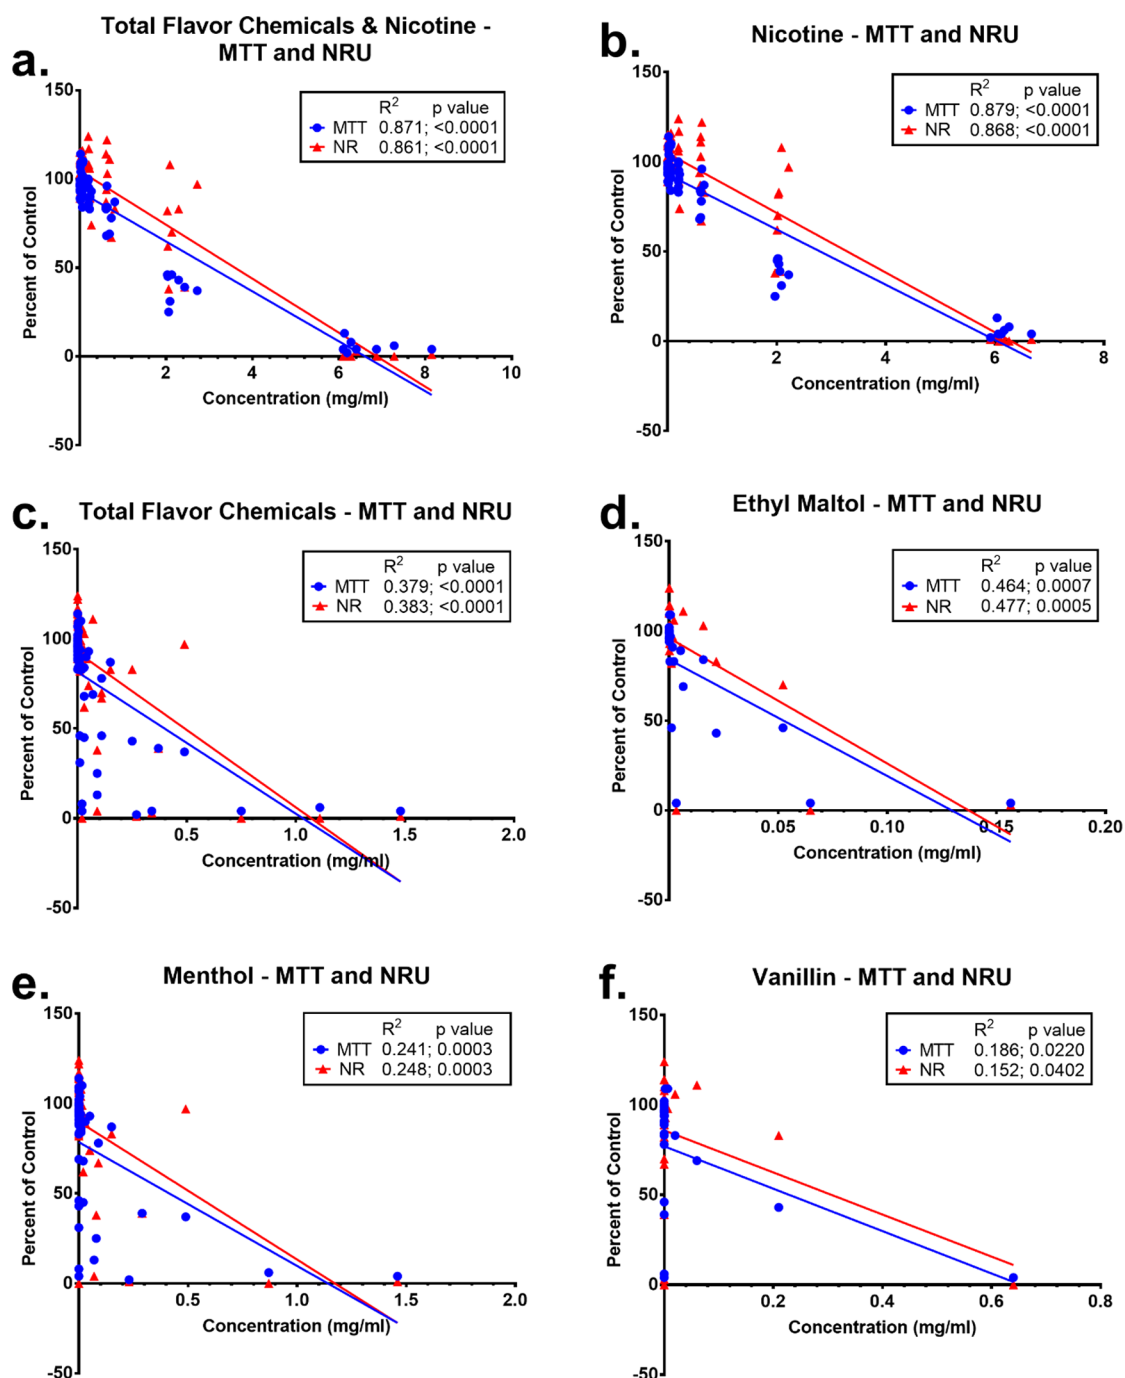 a.
Total Flavor Chemicals & Nicotine -
MTT and NRU
R2 p value
MTT 0.871; <0.0001
NR 0.861; <0.0001
Percent of Control
150
100
50
0
-50
2 4 6 8 10
Concentration (mg/ml)
b.
Nicotine - MTT and NRU
R2 p value
MTT 0.879; <0.0001
NR 0.868; <0.0001
Percent of Control
150
100
50
0
-50
2 4 6 8
Concentration (mg/ml)
c.
Total Flavor Chemicals - MTT and NRU
R2 p value
MTT 0.379; <0.0001
NR 0.383; <0.0001
Percent of Control
150
100
50
0
-50
0.5 1.0 1.5 2.0
Concentration (mg/ml)
d.
Ethyl Maltol - MTT and NRU
R2 p value
MTT 0.464; 0.0007
NR 0.477; 0.0005
Percent of Control
150
100
50
0
-50
0.05 0.10 0.15 0.20
Concentration (mg/ml)
e.
Menthol - MTT and NRU
R2 p value
MTT 0.241; 0.0003
NR 0.248; 0.0003
Percent of Control
150
100
50
0
-50
0.5 1.0 1.5 2.0
Concentration (mg/ml)
f.
Vanillin - MTT and NRU
R2 p value
MTT 0.186; 0.0220
NR 0.152; 0.0402
Percent of Control
150
100
50
0
-50
0.2 0.4 0.6 0.8
Concentration (mg/ml)